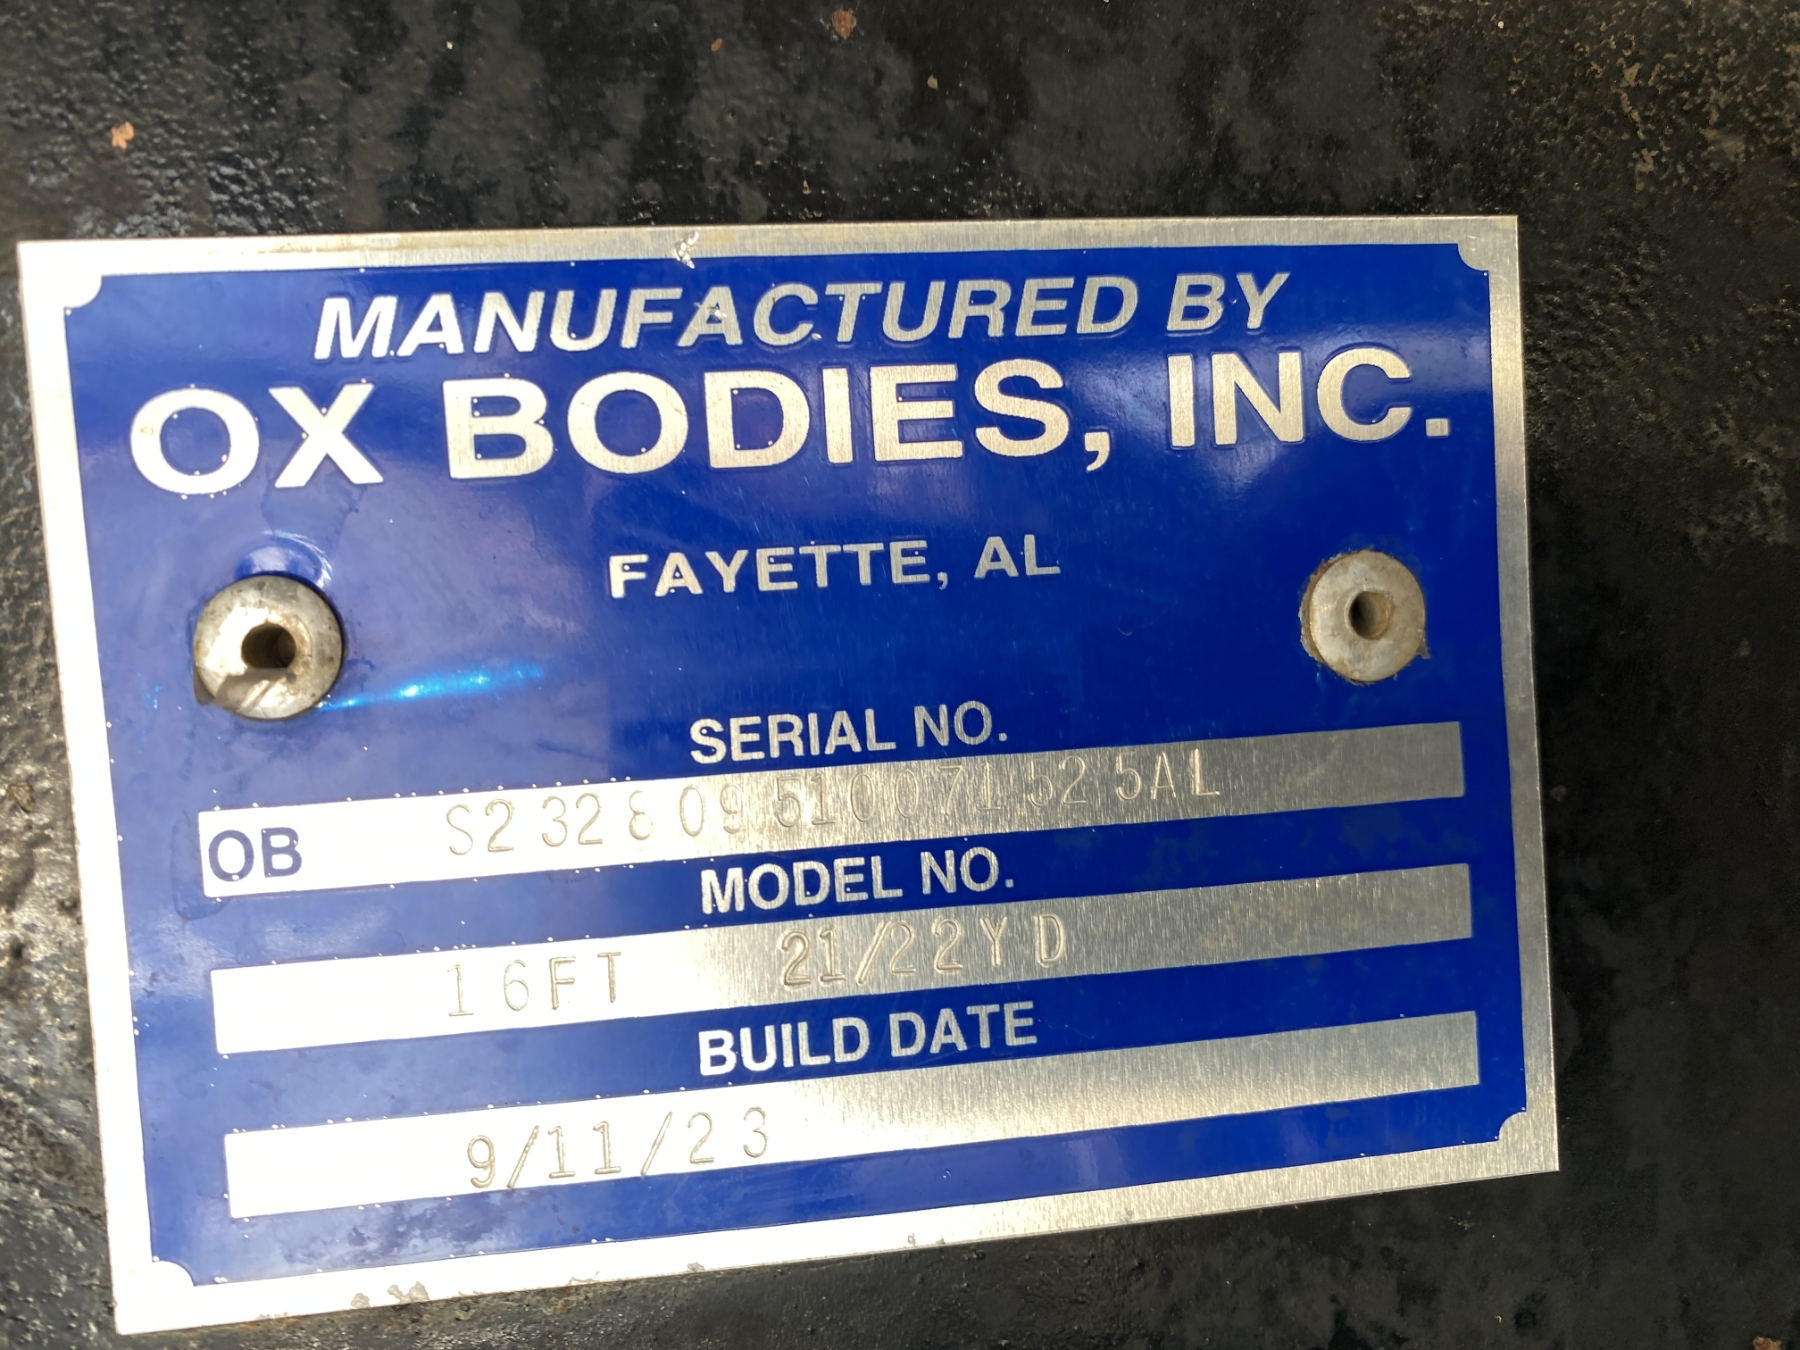 MANUFACTURED BY
OX BODIES, INC.
FAYETTE, AL
SERIAL NO.
OB S232809510071525AL
MODEL NO.
16FT 21/22YD
BUILD DATE
9/11/23